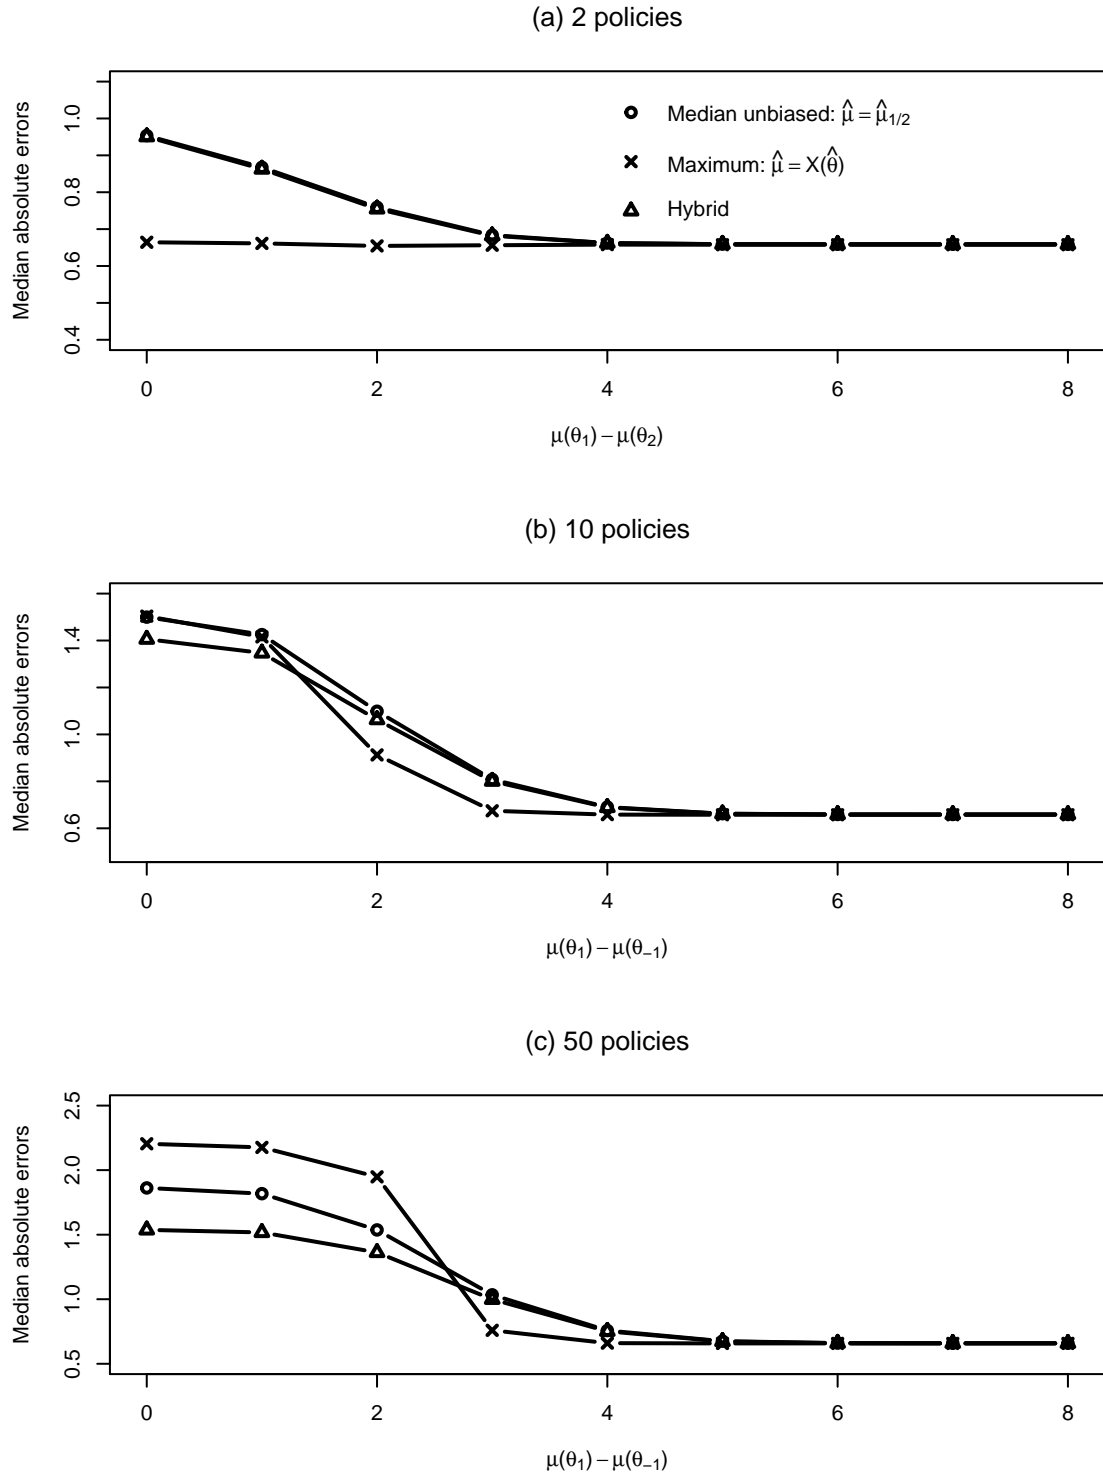 (a) 2 policies
Median absolute errors
1.0
0.8
0.6
0.4
Median unbiased: μ̂ = μ̂1/2
Maximum: μ̂ = X(θ̂)
Hybrid
0 2 4 6 8
μ(θ1) − μ(θ2)
(b) 10 policies
Median absolute errors
1.4
1.0
0.6
0 2 4 6 8
μ(θ1) − μ(θ−1)
(c) 50 policies
Median absolute errors
2.5
2.0
1.5
1.0
0.5
0 2 4 6 8
μ(θ1) − μ(θ−1)